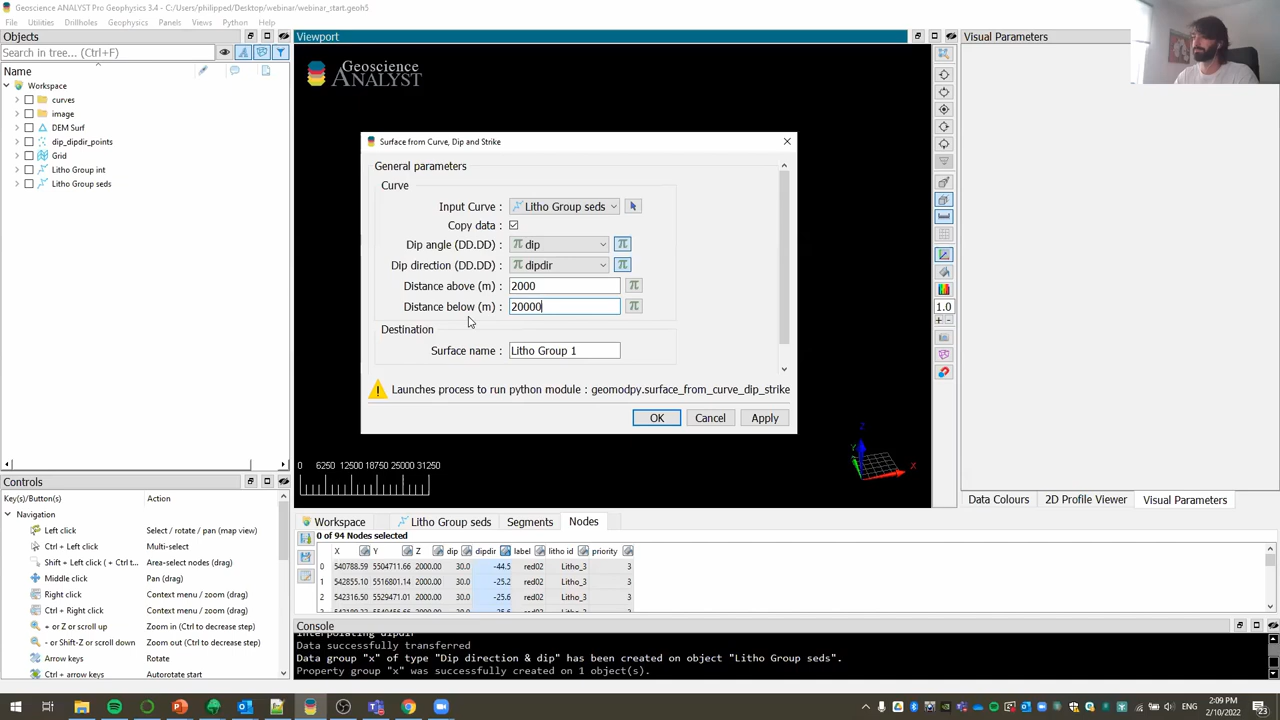 Geoscience ANALYST Pro Geophysics 3.4 - C:/Users/philipped/Desktop/webinar/webinar_start.geoh5
File Utilities Drillholes Geophysics Panels Views Python Help
Objects
Search in tree... (Ctrl+F)
Name
Workspace
curves
image
DEM Surf
dip_dipdir_points
Grid
Litho Group int
Litho Group seds
Viewport
Geoscience
ANALYST
Surface from Curve, Dip and Strike
General parameters
Curve
Input Curve : Litho Group seds
Copy data :
Dip angle (DD.DD) : π dip π
Dip direction (DD.DD) : π dipdir π
Distance above (m) : 2000 π
Distance below (m) : 20000 π
Destination
Surface name : Litho Group 1
Launches process to run python module : geomodpy.surface_from_curve_dip_strike
OK Cancel Apply
0 6250 12500 18750 25000 31250
Z
Y
X
1.0
+ -
Visual Parameters
Data Colours 2D Profile Viewer Visual Parameters
Controls
Key(s)/Button(s) Action
Navigation
Left click Select / rotate / pan (map view)
Ctrl + Left click Multi-select
Shift + Left click ( + Ctrl t... Area-select nodes (drag)
Middle click Pan (drag)
Right click Context menu / zoom (drag)
Ctrl + Right click Context menu / zoom (drag)
+ or Z or scroll up Zoom in (Ctrl to decrease step)
- or Shift-Z or scroll down Zoom out (Ctrl to decrease step)
Arrow keys Rotate
Ctrl + arrow keys Autorotate start
Workspace Litho Group seds Segments Nodes
0 of 94 Nodes selected
X Y Z dip dipdir label litho id priority
0 540788.59 5504711.66 2000.00 30.0 -44.5 red02 Litho_3 3
1 542855.10 5516801.14 2000.00 30.0 -25.2 red02 Litho_3 3
2 542316.50 5529471.01 2000.00 30.0 -25.6 red02 Litho_3 3
Console
Interpolating dipdir
Data successfully transferred
Data group "x" of type "Dip direction & dip" has been created on object "Litho Group seds".
Property group "x" was successfully created on 1 object(s).
2:09 PM
2/10/2022